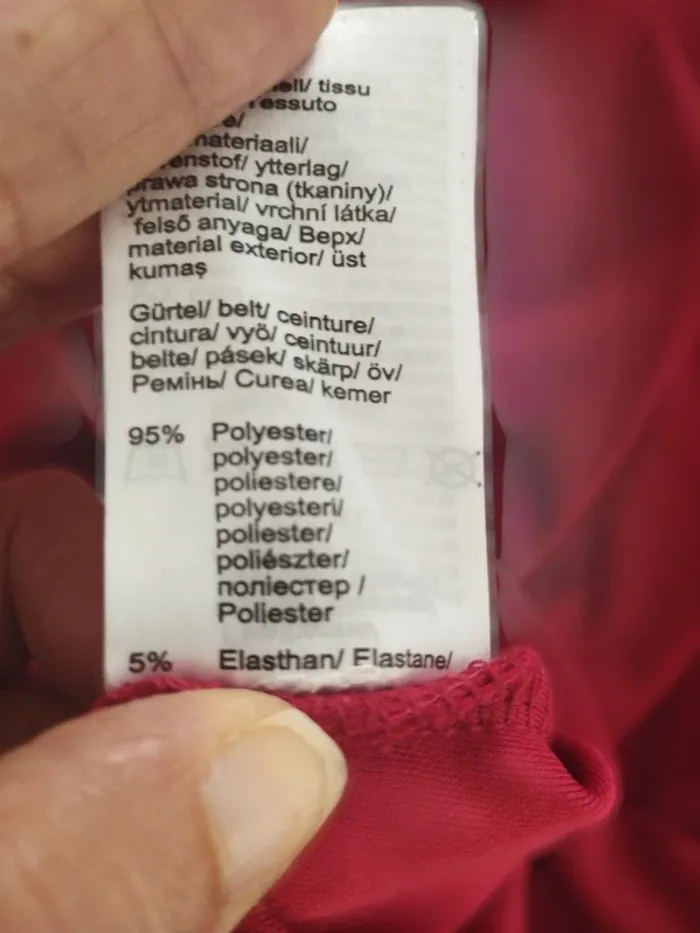 tissu
materiaali/
ytterlag/
prawa strona (tkaniny)/
ytmaterial/ vrchní látka/
felső anyaga/ Верх/
material exterior/ üst
kumaş
Gürtel/ belt/ ceinture/
cintura/ vyö/ ceintuur/
belte/ pásek/ skärp/ öv/
Ремінь/ Curea/ kemer
95% Polyester/
polyester/
poliestere/
polyesteri/
poliester/
poliészter/
поліестер /
Poliester
5% Elasthan/ Elastane/